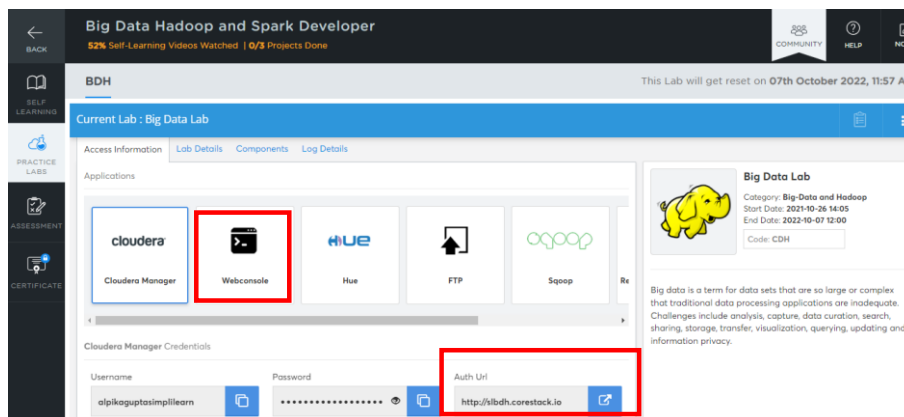 BACK
Big Data Hadoop and Spark Developer
52% Self-Learning Videos Watched | 0/3 Projects Done
COMMUNITY
HELP
SELF LEARNING
PRACTICE LABS
ASSESSMENT
CERTIFICATE
BDH
This Lab will get reset on 07th October 2022, 11:57
Current Lab : Big Data Lab
Access Information Lab Details Components Log Details
Applications
cloudera
HUE
sqoop
Cloudera Manager Webconsole Hue FTP Sqoop
Cloudera Manager Credentials
Username Password Auth Url
alpikaguptasimplilearn •••••••••••••••••• http://slbdh.corestack.io
Big Data Lab
Category: Big-Data and Hadoop
Start Date: 2021-10-26 14:05
End Date: 2022-10-07 12:00
Code: CDH
Big data is a term for data sets that are so large or complex
that traditional data processing applications are inadequate.
Challenges include analysis, capture, data curation, search,
sharing, storage, transfer, visualization, querying, updating and
information privacy.